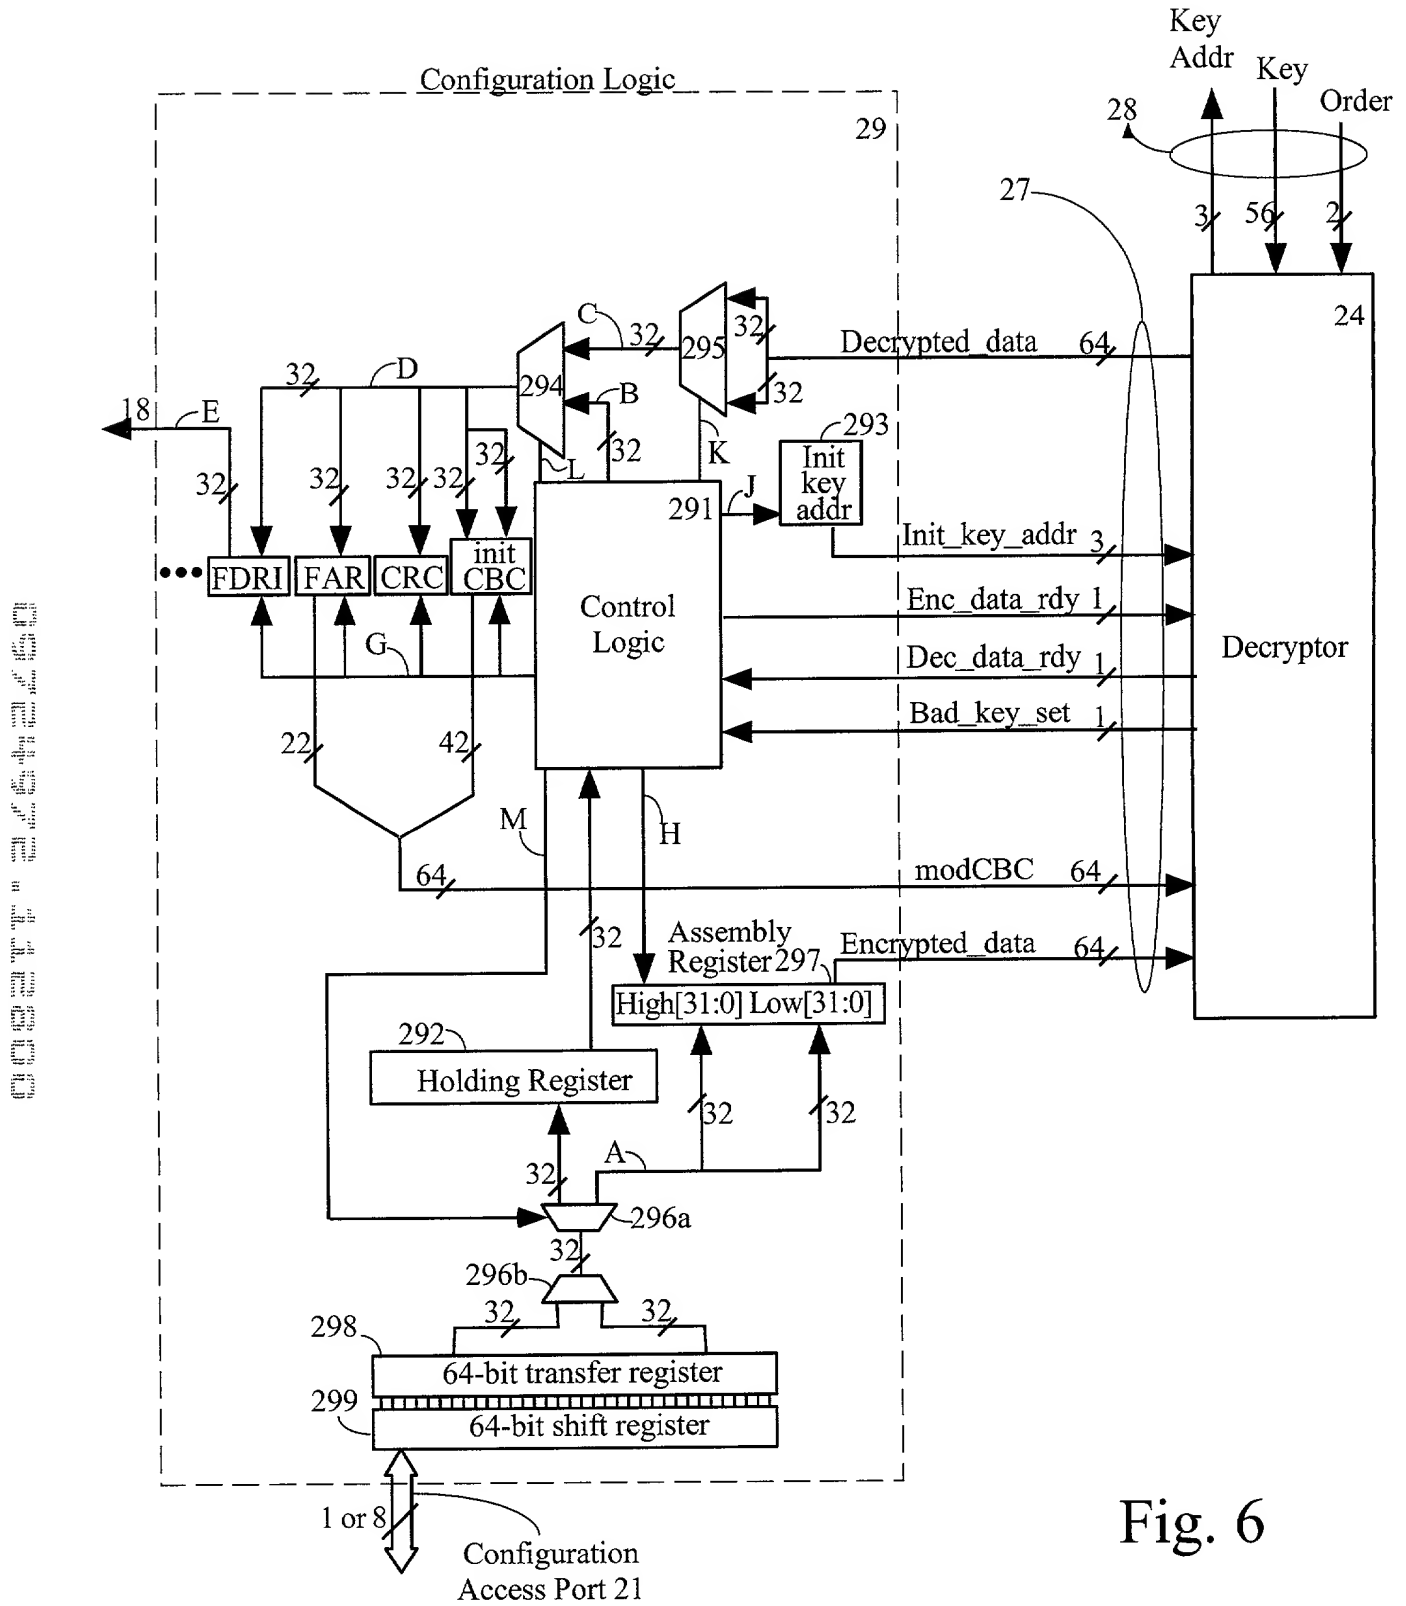 Key
Addr
Key
Order
28
Configuration Logic
29
27
3
56
2
24
C
32
295
32
Decrypted_data
64
32
D
294
B
32
293
18
E
32
L
K
Init
key
addr
32
32
32
32
32
291
J
Init_key_addr
3
FDRI
FAR
CRC
init
CBC
Control
Logic
Enc_data_rdy
1
G
Dec_data_rdy
1
Decryptor
Bad_key_set
1
22
42
M
H
64
modCBC
64
32
Assembly
Register
297
Encrypted_data
64
High[31:0] Low[31:0]
292
Holding Register
32
32
A
32
296a
32
296b
32
32
298
64-bit transfer register
299
64-bit shift register
1 or 8
Configuration
Access Port 21
Fig. 6
09724972.112800